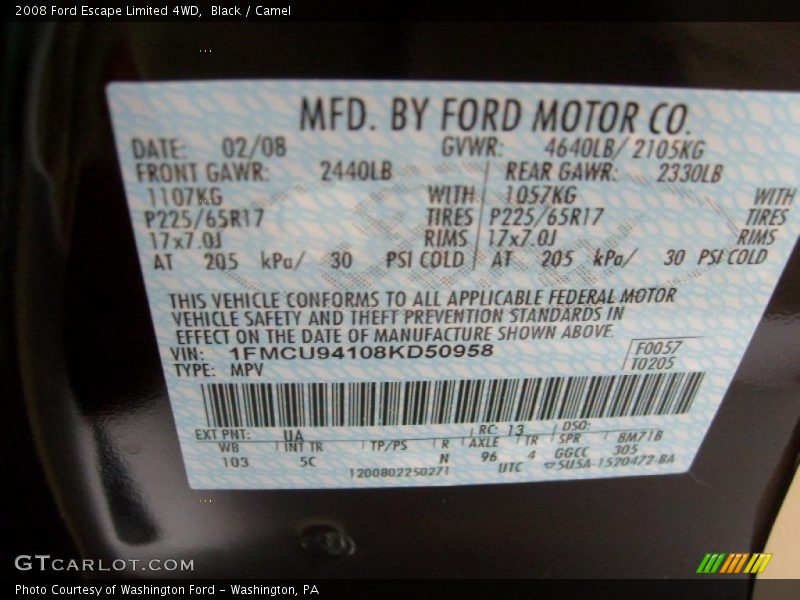 2008 Ford Escape Limited 4WD, Black / Camel
MFD. BY FORD MOTOR CO.
DATE: 02/08 GVWR: 4640LB/ 2105KG
FRONT GAWR: 2440LB REAR GAWR: 2330LB
1107KG WITH 1057KG WITH
P225/65R17 TIRES P225/65R17 TIRES
17x7.0J RIMS 17x7.0J RIMS
AT 205 kPa/ 30 PSI COLD AT 205 kPa/ 30 PSI COLD
THIS VEHICLE CONFORMS TO ALL APPLICABLE FEDERAL MOTOR
VEHICLE SAFETY AND THEFT PREVENTION STANDARDS IN
EFFECT ON THE DATE OF MANUFACTURE SHOWN ABOVE.
VIN: 1FMCU94108KD50958 F0057
TYPE: MPV T0205
EXT PNT: UA RC: 13 DSO:
WB INT TR TP/PS R AXLE TR SPR BM71B
103 5C N 96 4 GGCC 305
1200802250271 UTC 5U5A-1520472-BA
GTCARLOT.COM
Photo Courtesy of Washington Ford - Washington, PA